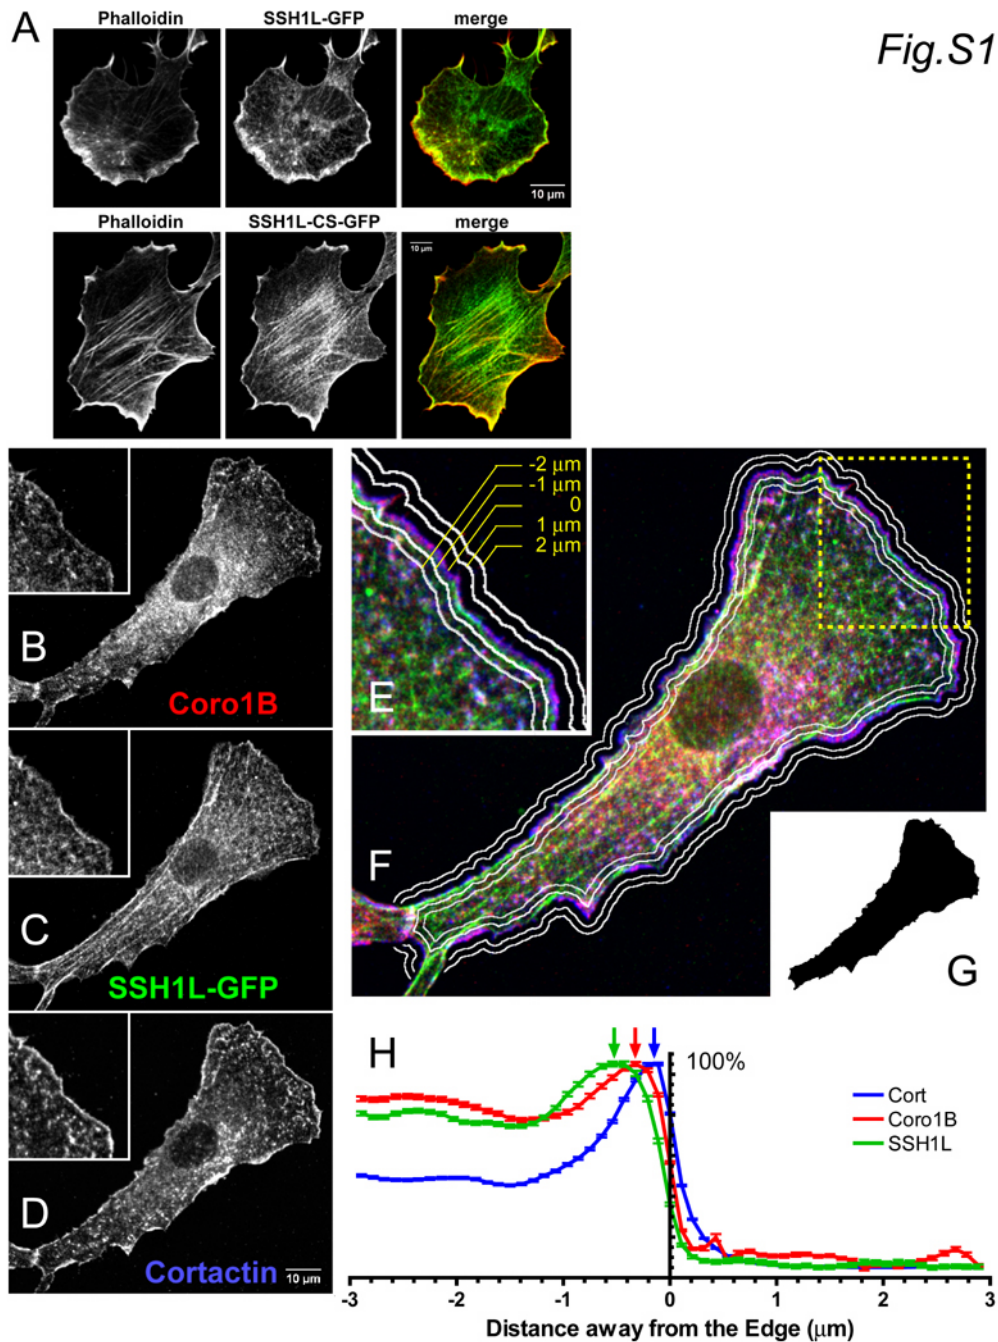 A
Phalloidin SSH1L-GFP merge
Fig.S1
10 µm
Phalloidin SSH1L-CS-GFP merge
10 µm
B
Coro1B
C
SSH1L-GFP
D
Cortactin
10 µm
-2 µm
-1 µm
0
1 µm
2 µm
E
F
G
H
100%
Cort
Coro1B
SSH1L
-3 -2 -1 0 1 2 3
Distance away from the Edge (µm)